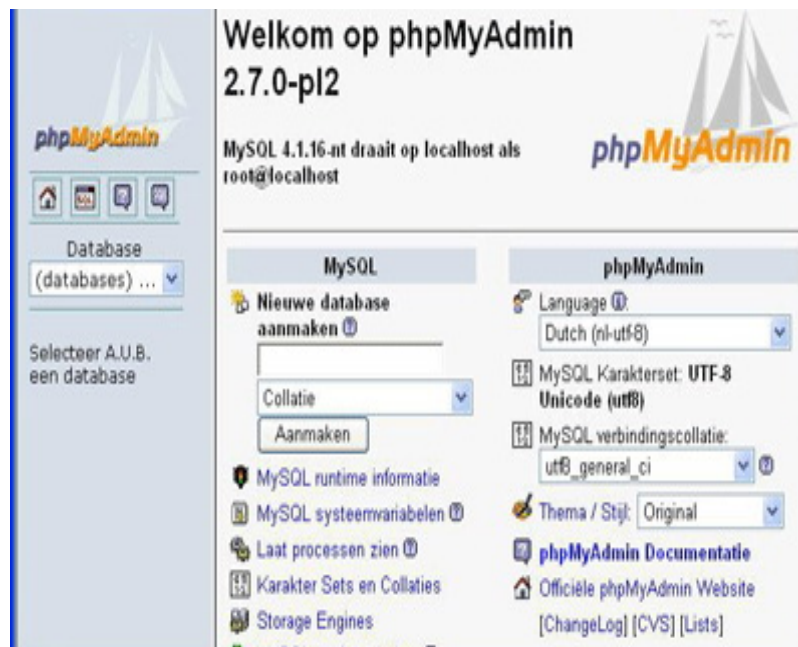 phpMyAdmin
Database
(databases) ...
Selecteer A.U.B.
een database
Welkom op phpMyAdmin
2.7.0-pl2
MySQL 4.1.16-nt draait op localhost als
root@localhost
phpMyAdmin
MySQL
Nieuwe database
aanmaken
Collatie
Aanmaken
MySQL runtime informatie
MySQL systeemvariabelen
Laat processen zien
Karakter Sets en Collaties
Storage Engines
phpMyAdmin
Language
Dutch (nl-utf-8)
MySQL Karakterset: UTF-8
Unicode (utf8)
MySQL verbindingscollatie:
utf8_general_ci
Thema / Stijl: Original
phpMyAdmin Documentatie
Officiële phpMyAdmin Website
[ChangeLog] [CVS] [Lists]